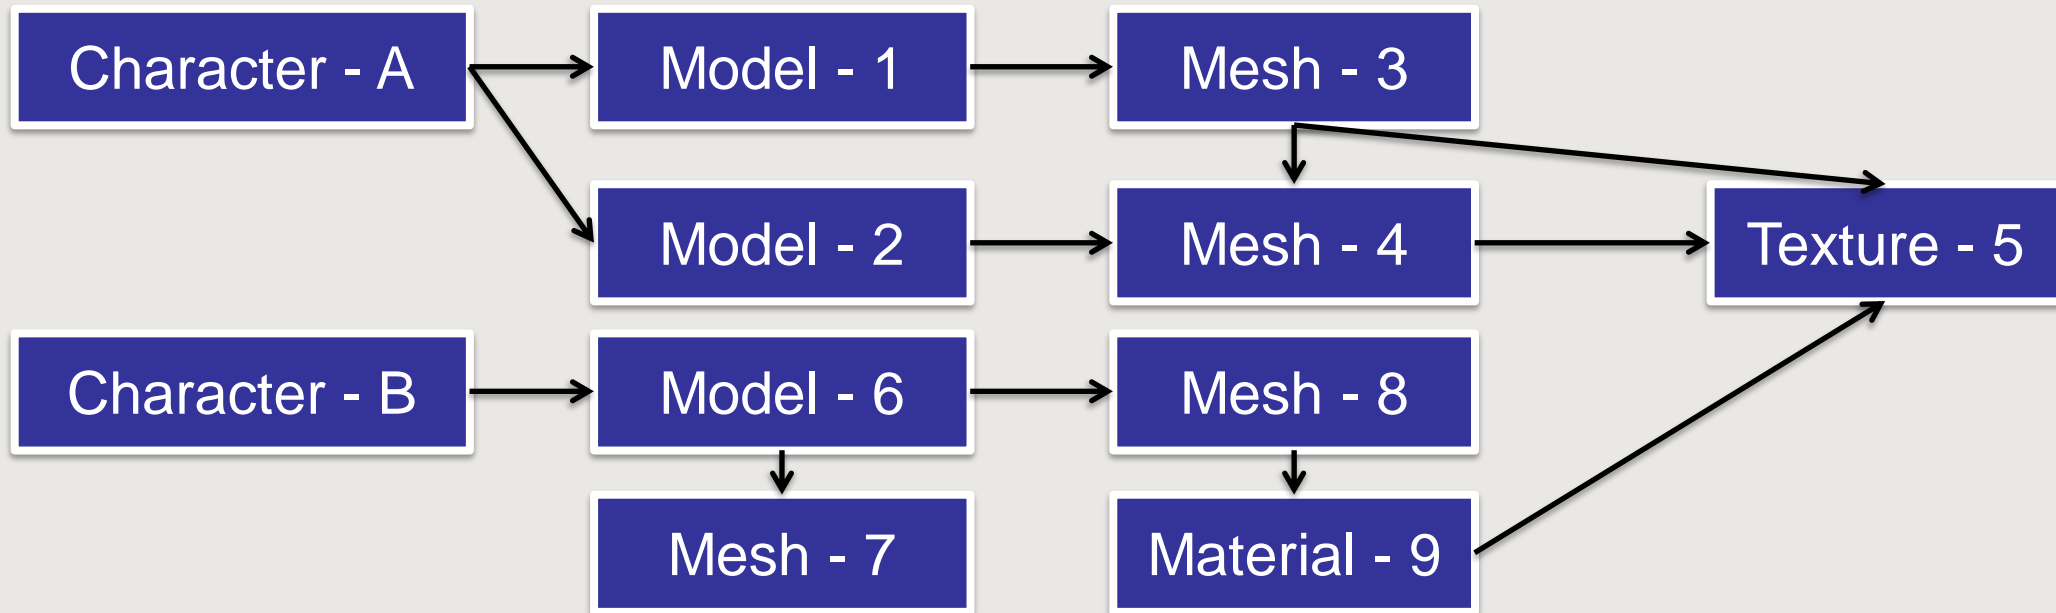 Character - A
Model - 1
Mesh - 3
Model - 2
Mesh - 4
Texture - 5
Character - B
Model - 6
Mesh - 8
Mesh - 7
Material - 9